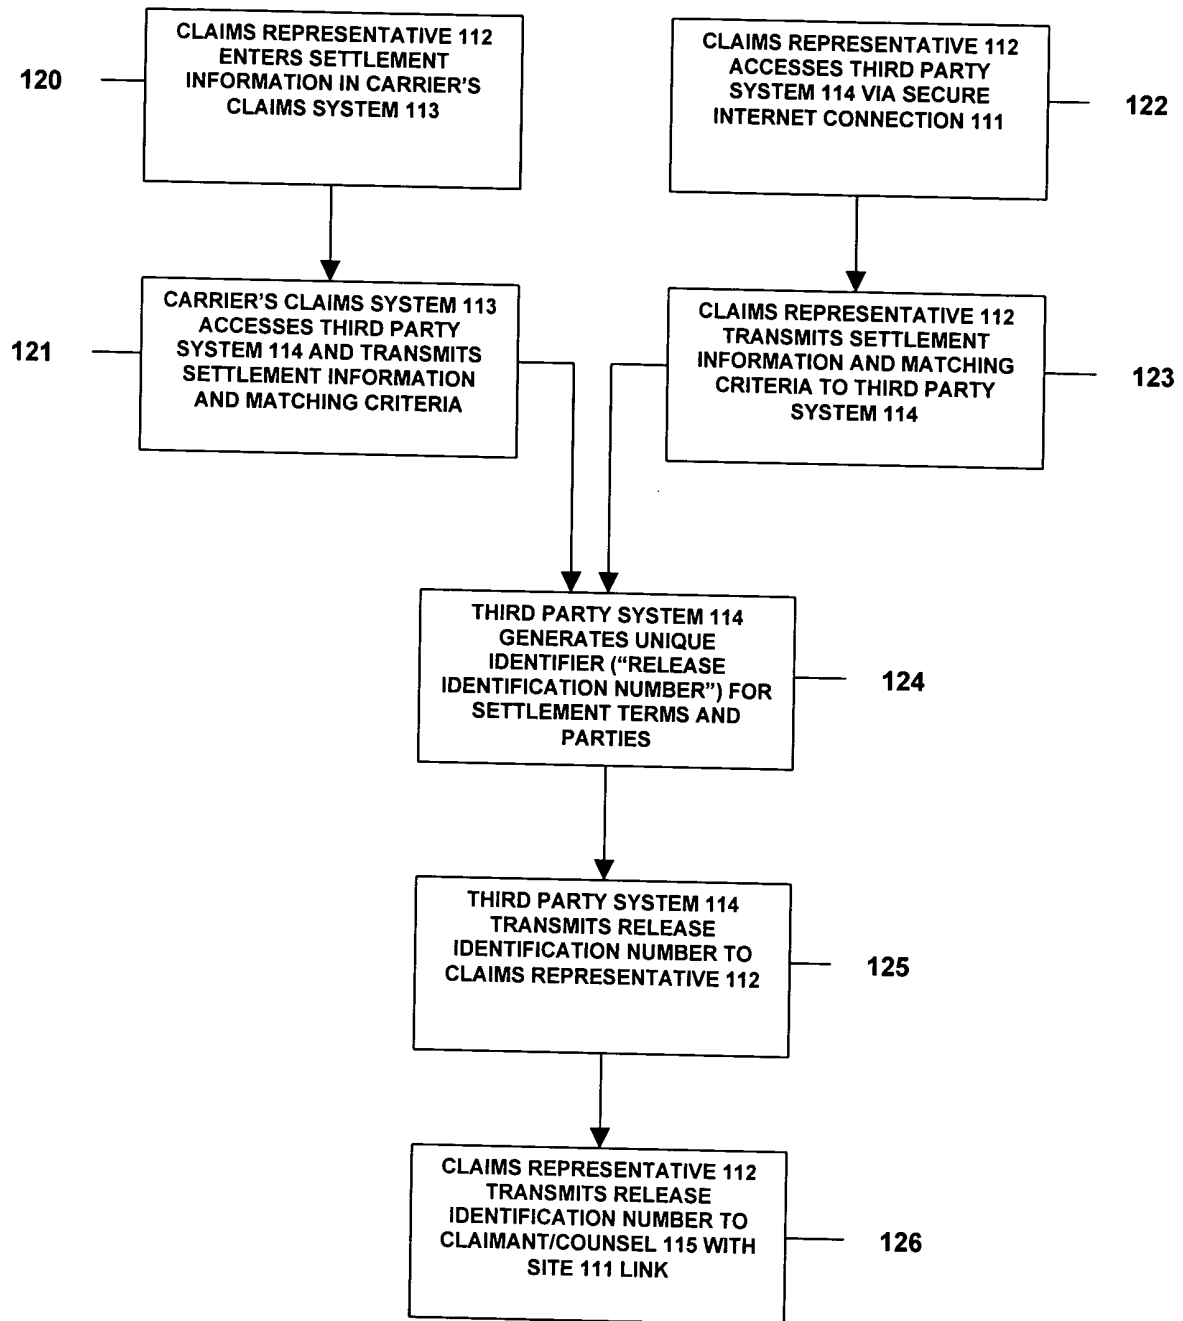 CLAIMS REPRESENTATIVE 112
ENTERS SETTLEMENT
INFORMATION IN CARRIER'S
CLAIMS SYSTEM 113
120
CLAIMS REPRESENTATIVE 112
ACCESSES THIRD PARTY
SYSTEM 114 VIA SECURE
INTERNET CONNECTION 111
122
CARRIER'S CLAIMS SYSTEM 113
ACCESSES THIRD PARTY
SYSTEM 114 AND TRANSMITS
SETTLEMENT INFORMATION
AND MATCHING CRITERIA
121
CLAIMS REPRESENTATIVE 112
TRANSMITS SETTLEMENT
INFORMATION AND MATCHING
CRITERIA TO THIRD PARTY
SYSTEM 114
123
THIRD PARTY SYSTEM 114
GENERATES UNIQUE
IDENTIFIER ("RELEASE
IDENTIFICATION NUMBER") FOR
SETTLEMENT TERMS AND
PARTIES
124
THIRD PARTY SYSTEM 114
TRANSMITS RELEASE
IDENTIFICATION NUMBER TO
CLAIMS REPRESENTATIVE 112
125
CLAIMS REPRESENTATIVE 112
TRANSMITS RELEASE
IDENTIFICATION NUMBER TO
CLAIMANT/COUNSEL 115 WITH
SITE 111 LINK
126